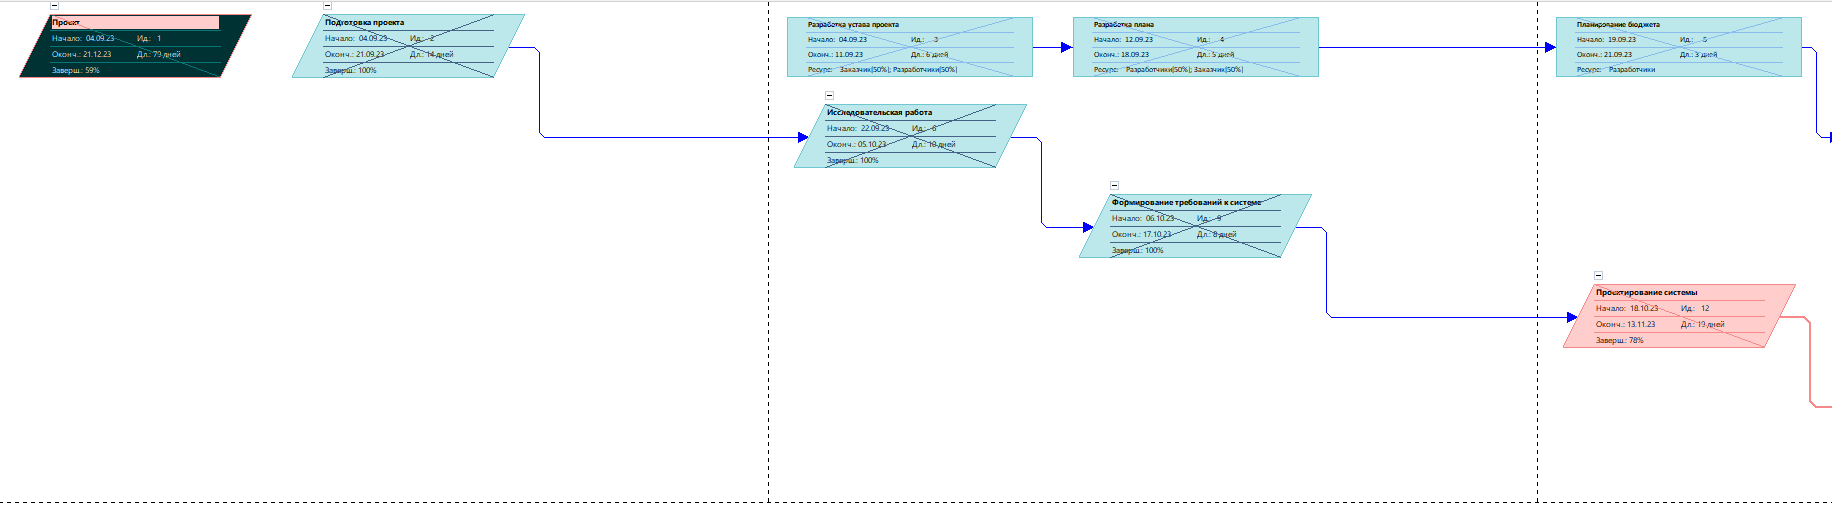 Проект
Начало: 04.09.23 Ид.: 1
Оконч.: 21.12.23 Дл.: 79 дней
Заверш.: 59%
Подготовка проекта
Начало: 04.09.23 Ид.: 2
Оконч.: 21.09.23 Дл.: 14 дней
Заверш.: 100%
Разработка устава проекта
Начало: 04.09.23 Ид.: 3
Оконч.: 11.09.23 Дл.: 6 дней
Ресурс: Заказчик[50%]; Разработчики[50%]
Разработка плана
Начало: 12.09.23 Ид.: 4
Оконч.: 18.09.23 Дл.: 5 дней
Ресурс: Разработчики[50%]; Заказчик[50%]
Планирование бюджета
Начало: 19.09.23 Ид.: 5
Оконч.: 21.09.23 Дл.: 3 дней
Ресурс: Разработчики
Исследовательская работа
Начало: 22.09.23 Ид.: 6
Оконч.: 05.10.23 Дл.: 10 дней
Заверш.: 100%
Формирование требований к системе
Начало: 06.10.23 Ид.: 9
Оконч.: 17.10.23 Дл.: 8 дней
Заверш.: 100%
Проектирование системы
Начало: 18.10.23 Ид.: 12
Оконч.: 13.11.23 Дл.: 19 дней
Заверш.: 78%